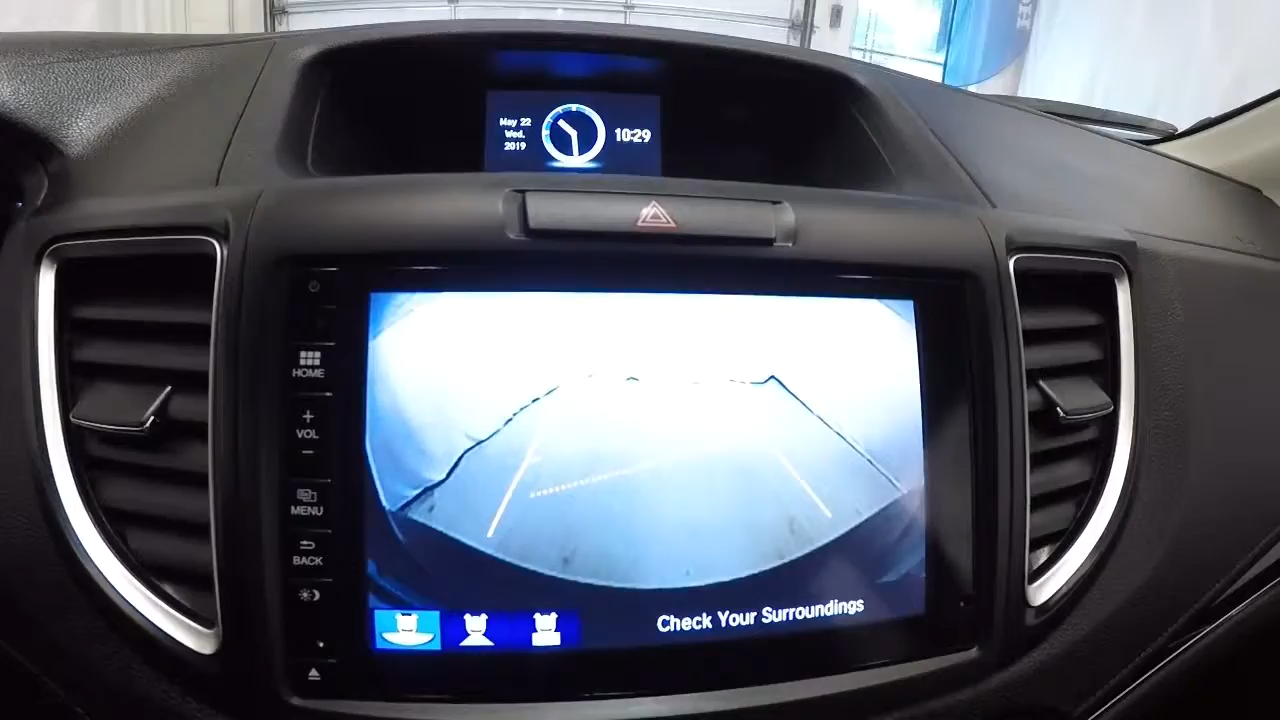 May 22
Wed.
2019
10:29
HOME
+
VOL
−
MENU
BACK
Check Your Surroundings